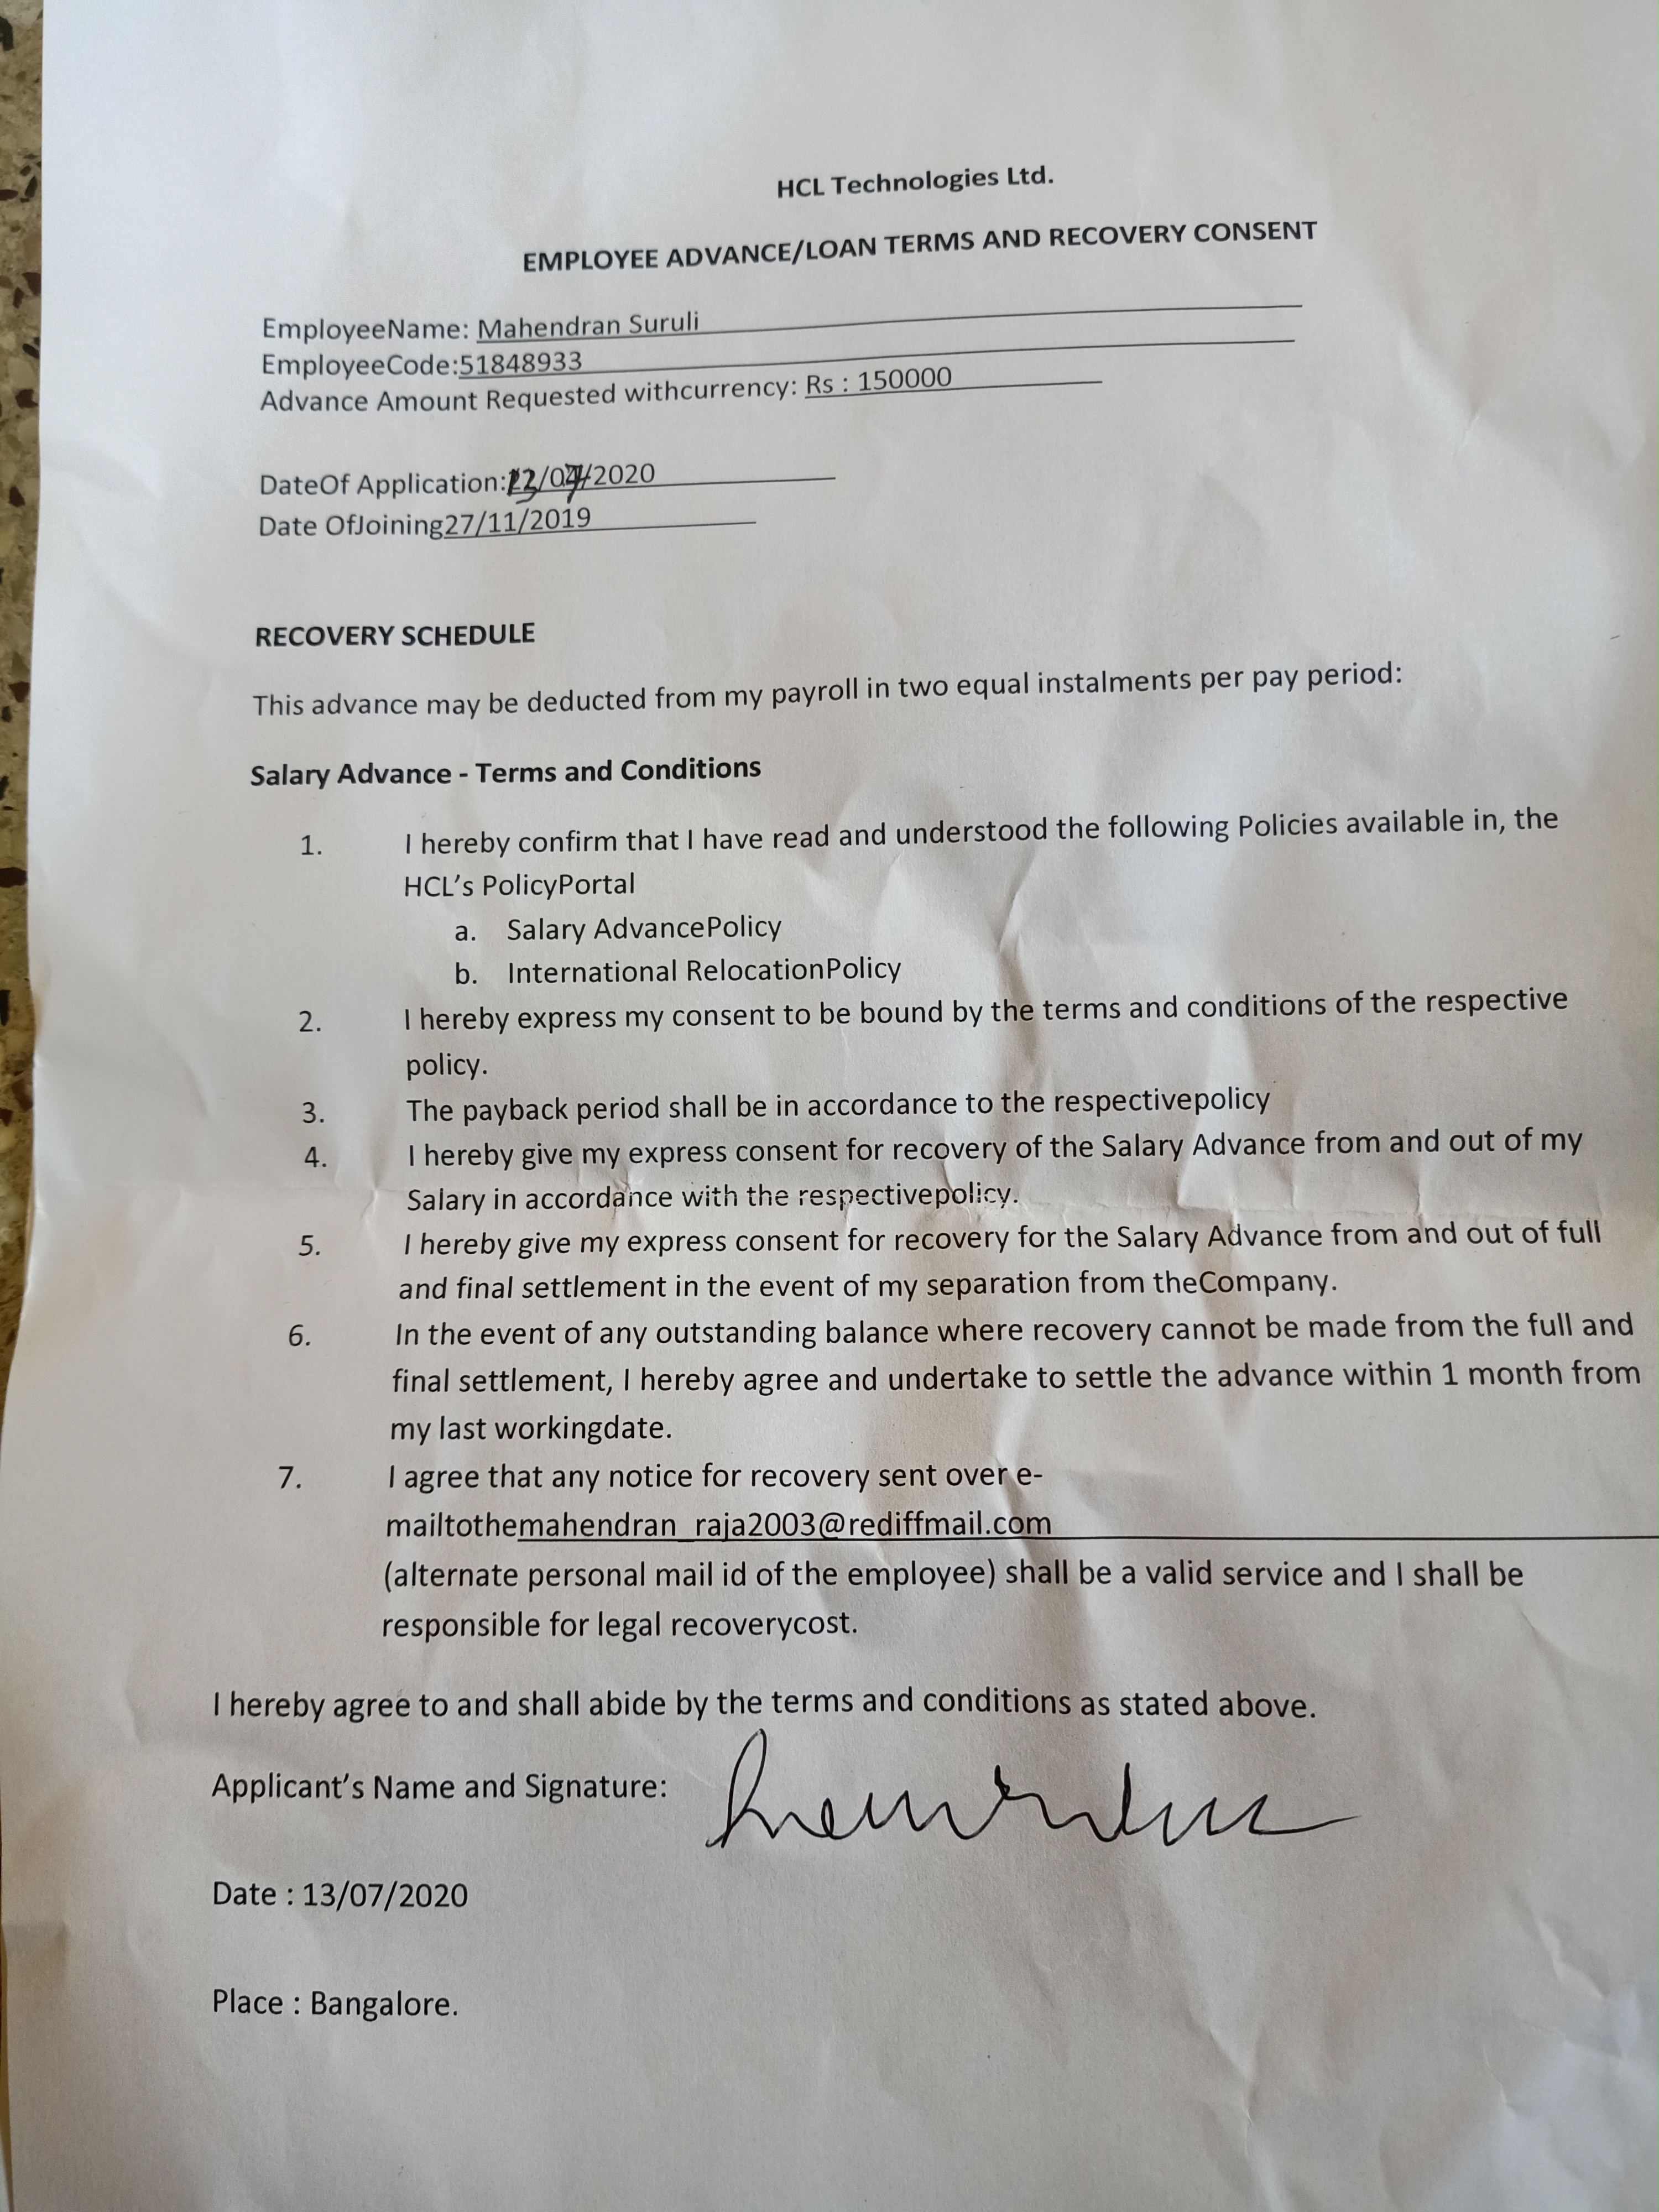 HCL Technologies Ltd.
EMPLOYEE ADVANCE/LOAN TERMS AND RECOVERY CONSENT
EmployeeName: Mahendran Suruli
EmployeeCode:51848933
Advance Amount Requested withcurrency: Rs : 150000
DateOf Application:13/07/2020
Date OfJoining27/11/2019
RECOVERY SCHEDULE
This advance may be deducted from my payroll in two equal instalments per pay period:
Salary Advance - Terms and Conditions
1. I hereby confirm that I have read and understood the following Policies available in, the
HCL's PolicyPortal
a. Salary AdvancePolicy
b. International RelocationPolicy
2. I hereby express my consent to be bound by the terms and conditions of the respective
policy.
3. The payback period shall be in accordance to the respectivepolicy
4. I hereby give my express consent for recovery of the Salary Advance from and out of my
Salary in accordance with the respectivepolicy.
5. I hereby give my express consent for recovery for the Salary Advance from and out of full
and final settlement in the event of my separation from theCompany.
6. In the event of any outstanding balance where recovery cannot be made from the full and
final settlement, I hereby agree and undertake to settle the advance within 1 month from
my last workingdate.
7. I agree that any notice for recovery sent over e-
mailtothemahendran_raja2003@rediffmail.com
(alternate personal mail id of the employee) shall be a valid service and I shall be
responsible for legal recoverycost.
I hereby agree to and shall abide by the terms and conditions as stated above.
Applicant's Name and Signature:
Date : 13/07/2020
Place : Bangalore.